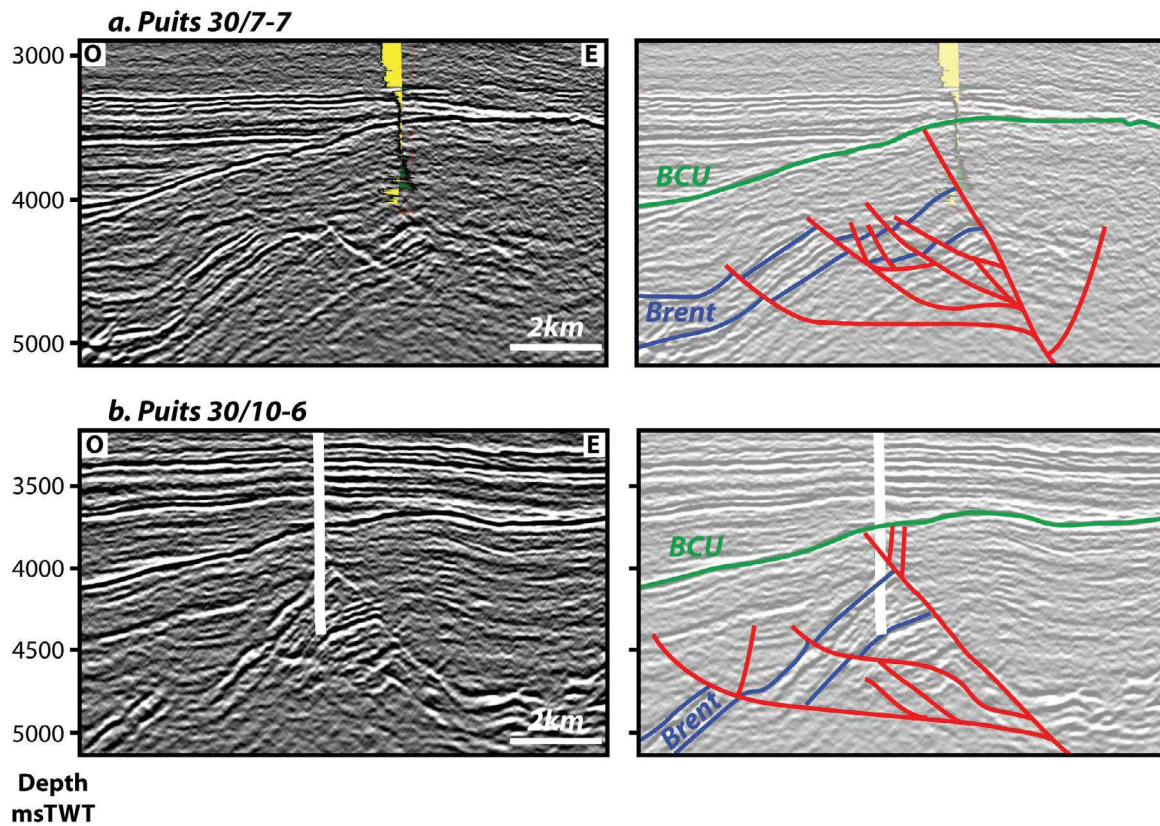 a. Puits 30/7-7
3000
O
E
4000
BCU
Brent
2km
5000
b. Puits 30/10-6
O
E
3500
BCU
4000
4500
Brent
2km
5000
Depth
msTWT